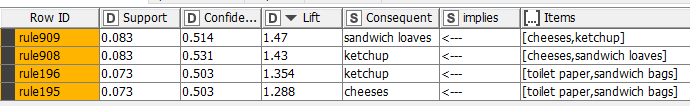 Row ID D Support D Confide... D Lift S Consequent S implies [...] Items
rule909 0.083 0.514 1.47 sandwich loaves <--- [cheeses,ketchup]
rule908 0.083 0.531 1.43 ketchup <--- [cheeses,sandwich loaves]
rule196 0.073 0.503 1.354 ketchup <--- [toilet paper,sandwich bags]
rule195 0.073 0.503 1.288 cheeses <--- [toilet paper,sandwich bags]